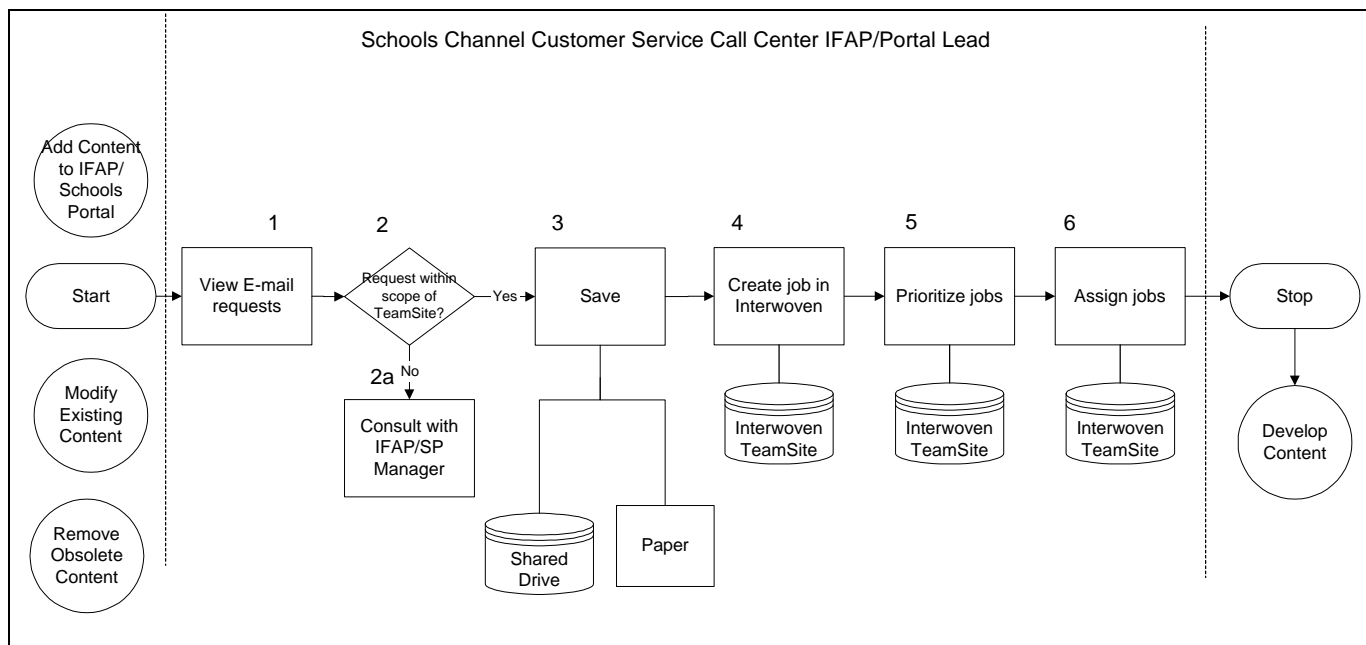 Schools Channel Customer Service Call Center IFAP/Portal Lead
Add Content
to IFAP/
Schools
Portal
Start
Modify
Existing
Content
Remove
Obsolete
Content
1
View E-mail
requests
2
Request within
scope of
TeamSite?
Yes
No
2a
Consult with
IFAP/SP
Manager
3
Save
Shared
Drive
Paper
4
Create job in
Interwoven
Interwoven
TeamSite
5
Prioritize jobs
Interwoven
TeamSite
6
Assign jobs
Interwoven
TeamSite
Stop
Develop
Content